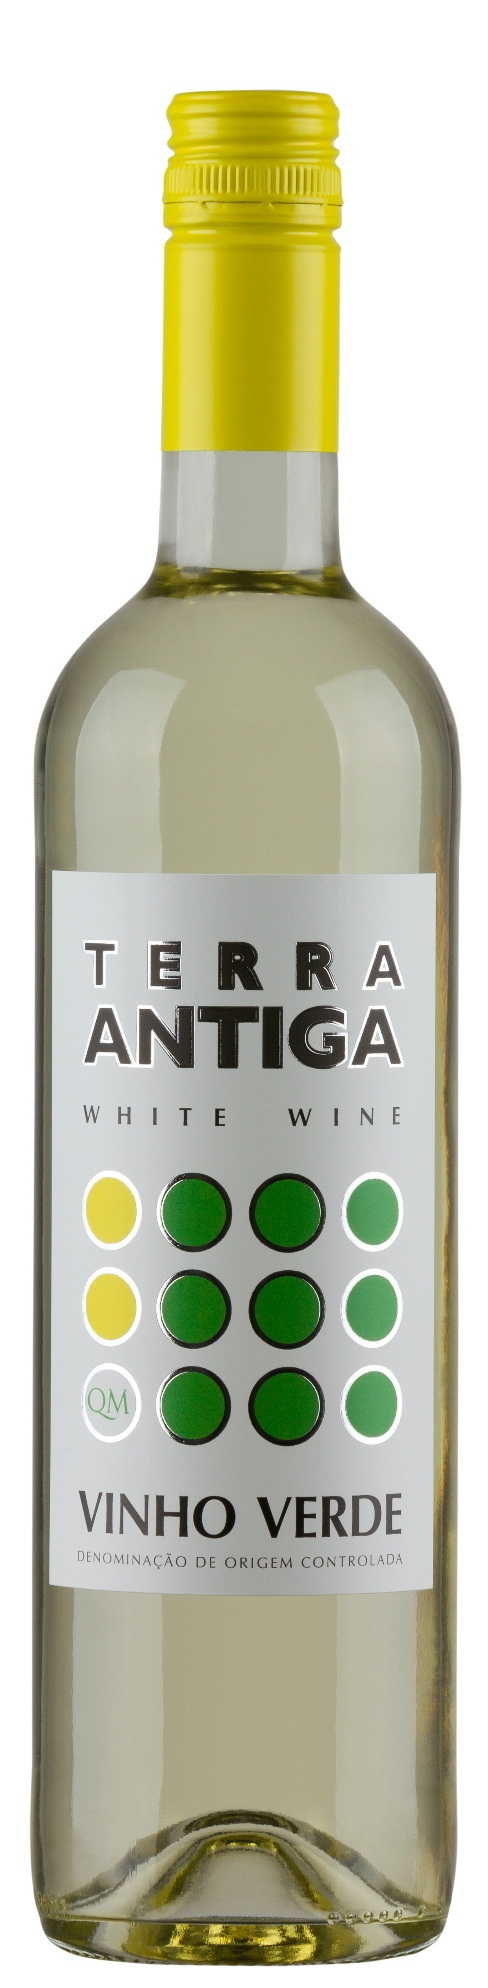 TERRA
ANTIGA
WHITE WINE
QM
VINHO VERDE
DENOMINAÇÃO DE ORIGEM CONTROLADA